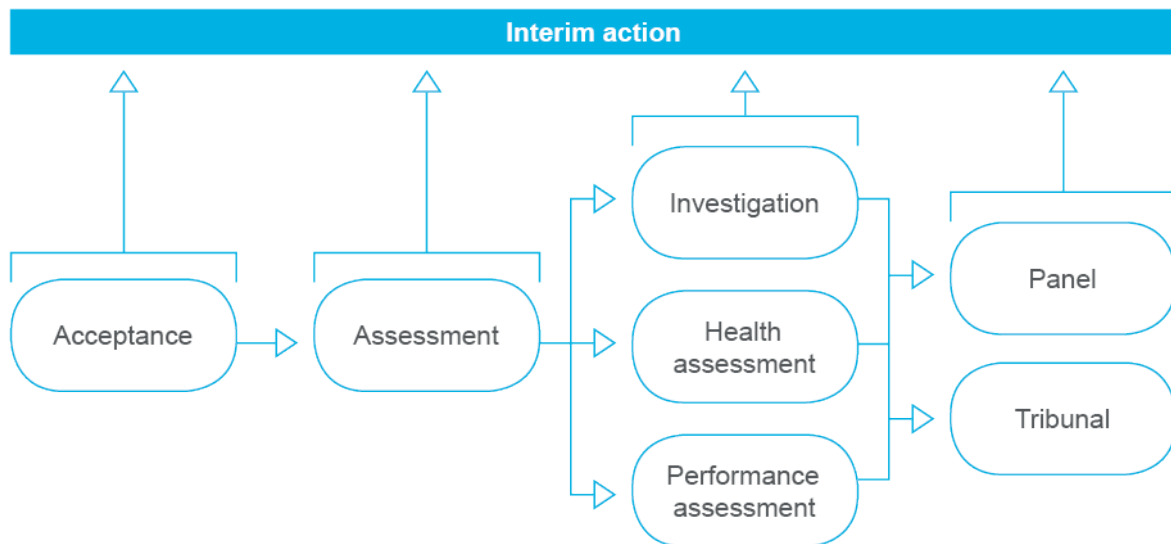 Interim action
Acceptance
Assessment
Investigation
Health
assessment
Performance
assessment
Panel
Tribunal